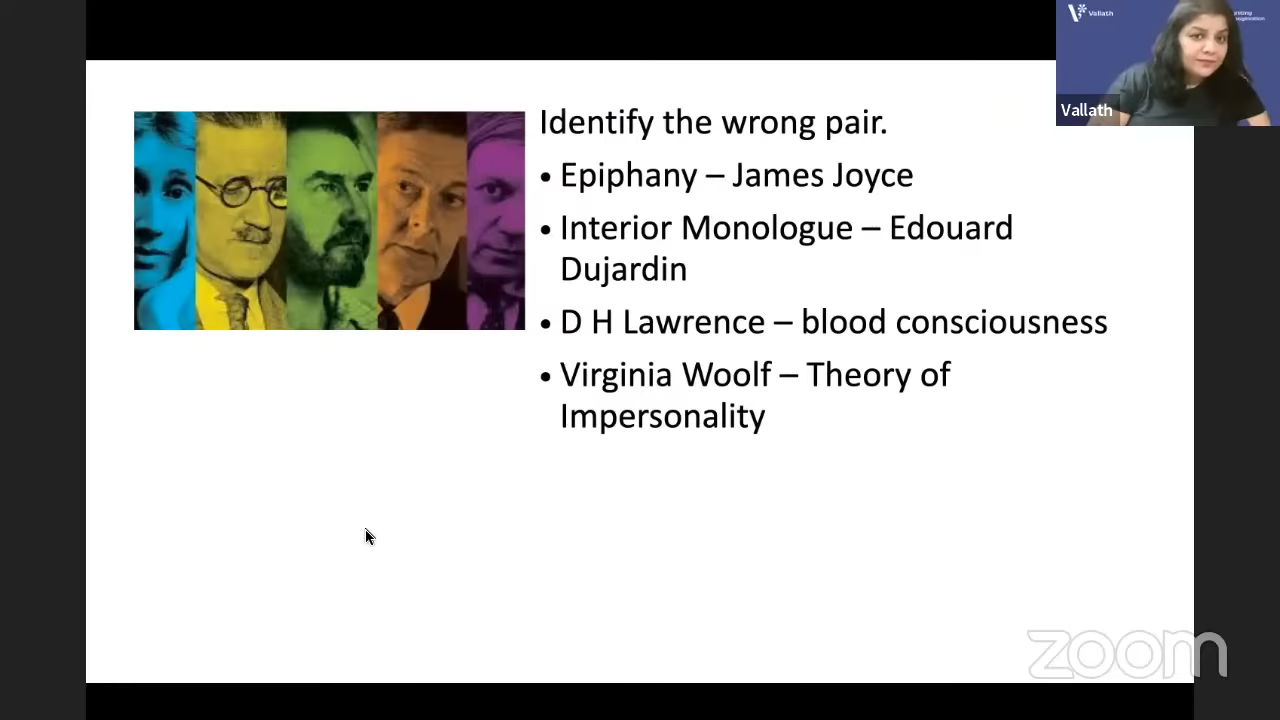 Vallath
Vallath
Identify the wrong pair.
• Epiphany – James Joyce
• Interior Monologue – Edouard
Dujardin
• D H Lawrence – blood consciousness
• Virginia Woolf – Theory of
Impersonality
zoom